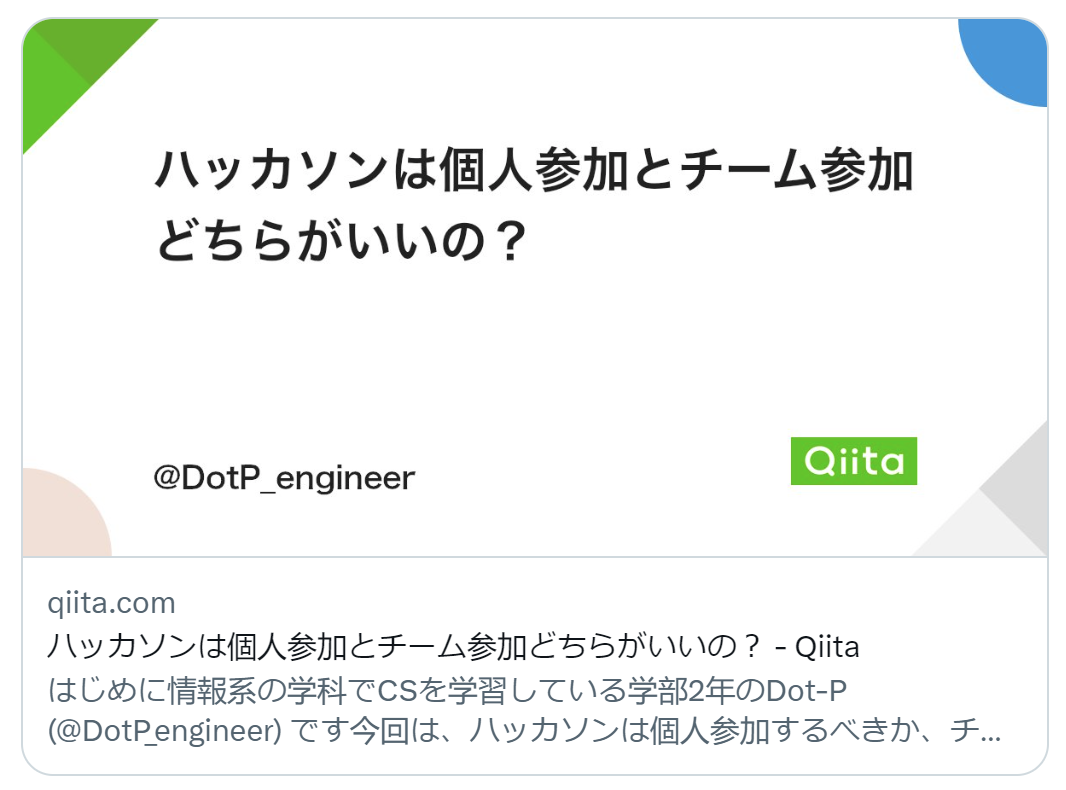 ハッカソンは個人参加とチーム参加
どちらがいいの？
@DotP_engineer
Qiita
qiita.com
ハッカソンは個人参加とチーム参加どちらがいいの？ - Qiita
はじめに情報系の学科でCSを学習している学部2年のDot-P
(@DotP_engineer) です今回は、ハッカソンは個人参加するべきか、チ...